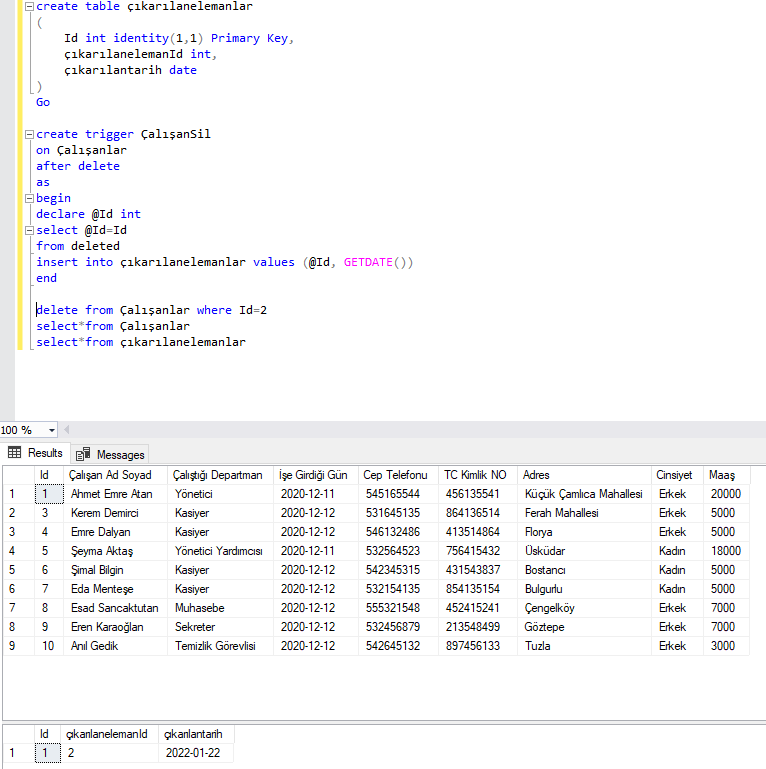 create table çıkarılanelemanlar
(
Id int identity(1,1) Primary Key,
çıkarılanelemanId int,
çıkarılantarih date
)
Go
create trigger ÇalışanSil
on Çalışanlar
after delete
as
begin
declare @Id int
select @Id=Id
from deleted
insert into çıkarılanelemanlar values (@Id, GETDATE())
end
delete from Çalışanlar where Id=2
select*from Çalışanlar
select*from çıkarılanelemanlar
100 %
Results Messages
Id Çalışan Ad Soyad Çalıştığı Departman İşe Girdiği Gün Cep Telefonu TC Kimlik NO Adres Cinsiyet Maaş
1 1 Ahmet Emre Atan Yönetici 2020-12-11 545165544 456135541 Küçük Çamlıca Mahallesi Erkek 20000
2 3 Kerem Demirci Kasiyer 2020-12-12 531645135 864136514 Ferah Mahallesi Erkek 5000
3 4 Emre Dalyan Kasiyer 2020-12-12 546132486 413514864 Florya Erkek 5000
4 5 Şeyma Aktaş Yönetici Yardımcısı 2020-12-11 532564523 756415432 Üsküdar Kadın 18000
5 6 Şimal Bilgin Kasiyer 2020-12-12 542345315 431543837 Bostancı Kadın 5000
6 7 Eda Menteşe Kasiyer 2020-12-12 532154135 854135154 Bulgurlu Kadın 5000
7 8 Esad Sancaktutan Muhasebe 2020-12-12 555321548 452415241 Çengelköy Erkek 7000
8 9 Eren Karaoğlan Sekreter 2020-12-12 532456879 213548499 Göztepe Erkek 7000
9 10 Anıl Gedik Temizlik Görevlisi 2020-12-12 542645132 897456133 Tuzla Erkek 3000
Id çıkarılanelemanId çıkarılantarih
1 1 2 2022-01-22